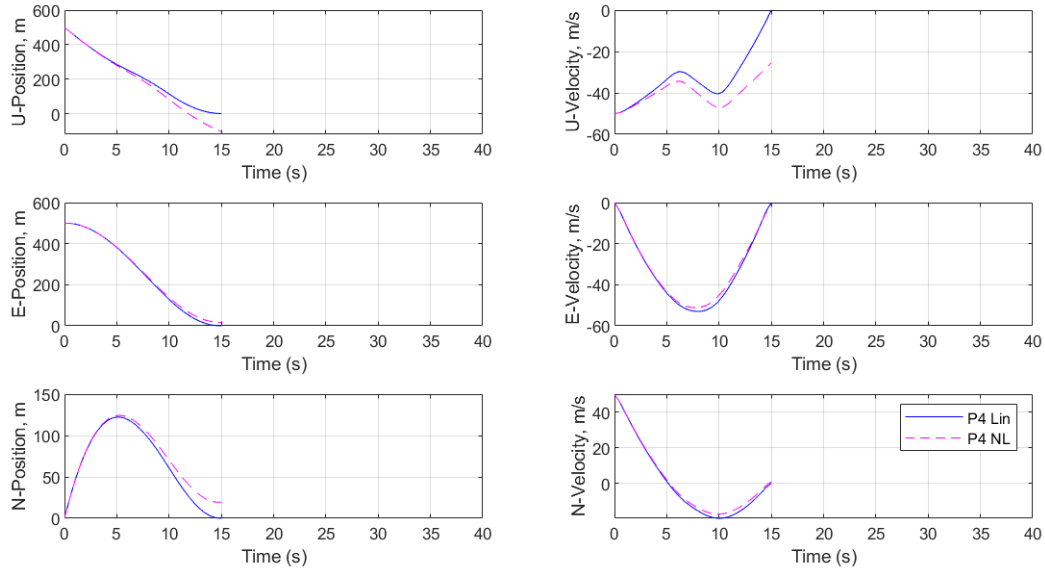 600
400
200
0
U-Position, m
0 5 10 15 20 25 30 35 40
Time (s)
0
-20
-40
-60
U-Velocity, m/s
0 5 10 15 20 25 30 35 40
Time (s)
600
400
200
0
E-Position, m
0 5 10 15 20 25 30 35 40
Time (s)
0
-20
-40
-60
E-Velocity, m/s
0 5 10 15 20 25 30 35 40
Time (s)
150
100
50
0
N-Position, m
0 5 10 15 20 25 30 35 40
Time (s)
40
20
0
N-Velocity, m/s
P4 Lin
P4 NL
0 5 10 15 20 25 30 35 40
Time (s)